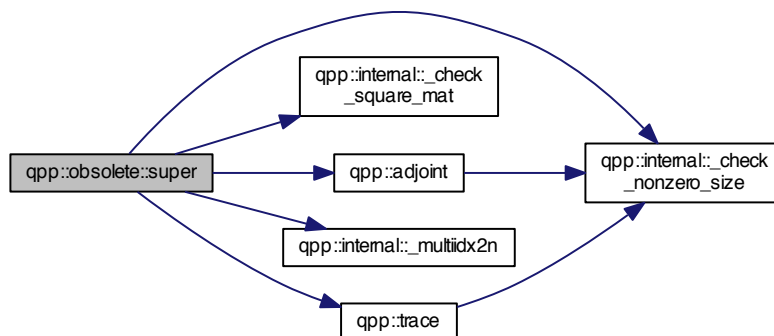 qpp::internal::_check
_square_mat
qpp::obsolete::super
qpp::adjoint
qpp::internal::_check
_nonzero_size
qpp::internal::_multiidx2n
qpp::trace